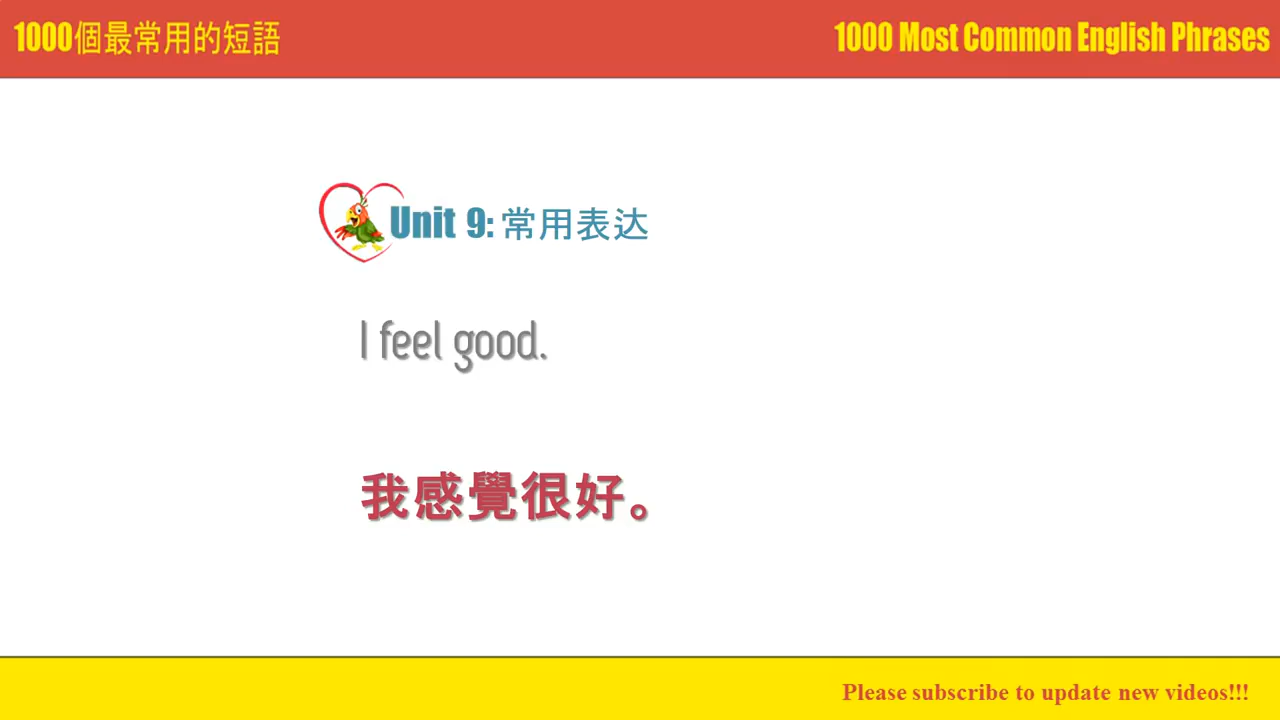 1000個最常用的短語
1000 Most Common English Phrases
Unit 9: 常用表达
I feel good.
我感覺很好。
Please subscribe to update new videos!!!